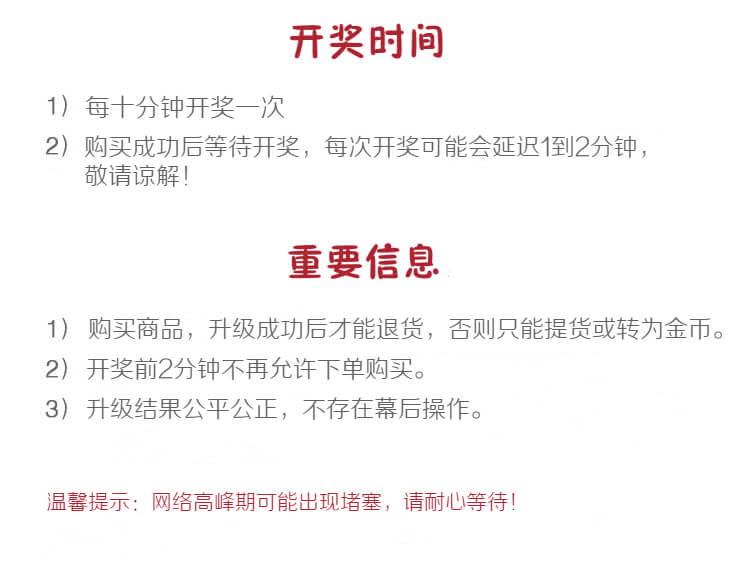 开奖时间
1）每十分钟开奖一次
2）购买成功后等待开奖，每次开奖可能会延迟1到2分钟，
敬请谅解！
重要信息
1） 购买商品，升级成功后才能退货，否则只能提货或转为金币。
2） 开奖前2分钟不再允许下单购买。
3） 升级结果公平公正，不存在幕后操作。
温馨提示：网络高峰期可能出现堵塞，请耐心等待！